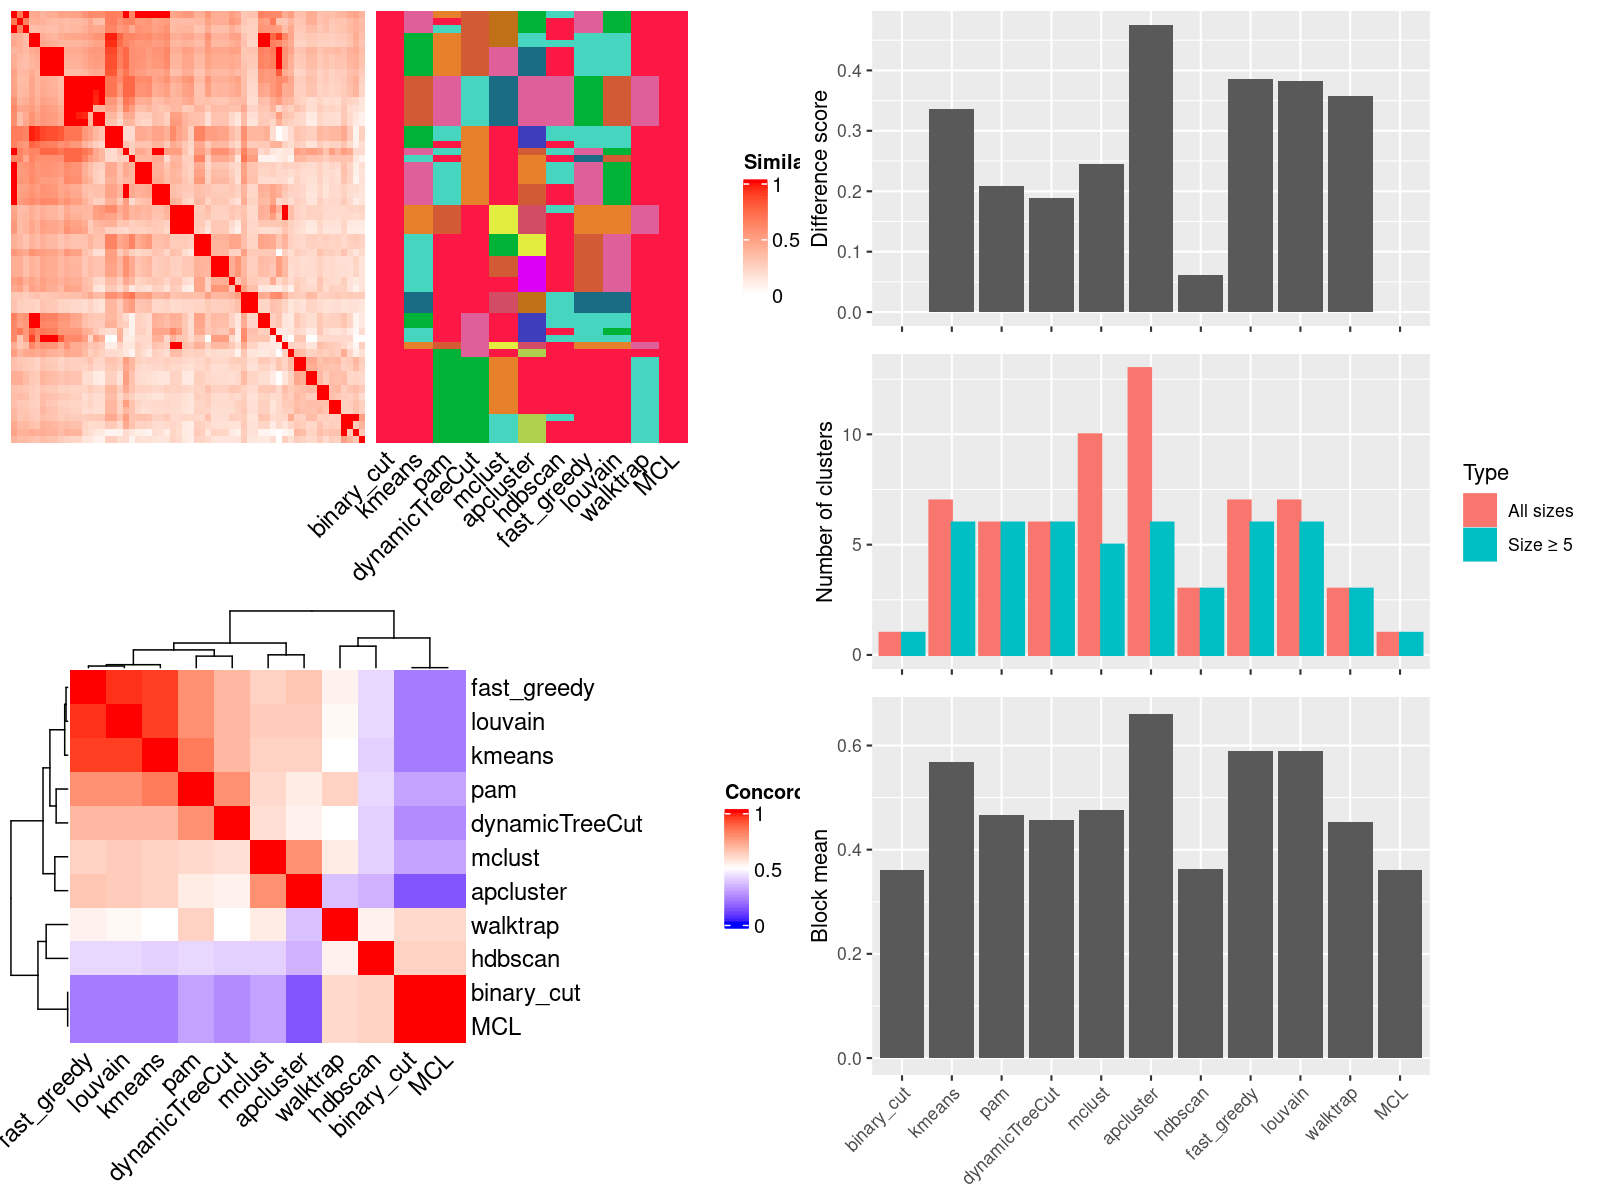 Simila
1
0.5
0
binary_cut
kmeans
pam
dynamicTreeCut
mclust
apcluster
hdbscan
fast_greedy
louvain
walktrap
MCL
fast_greedy
louvain
kmeans
pam
dynamicTreeCut
mclust
apcluster
walktrap
hdbscan
binary_cut
MCL
fast_greedy
louvain
kmeans
pam
dynamicTreeCut
mclust
apcluster
walktrap
hdbscan
binary_cut
MCL
Concord
1
0.5
0
Difference score
0.4
0.3
0.2
0.1
0.0
Number of clusters
10
5
0
Type
All sizes
Size ≥ 5
Block mean
0.6
0.4
0.2
0.0
binary_cut
kmeans
pam
dynamicTreeCut
mclust
apcluster
hdbscan
fast_greedy
louvain
walktrap
MCL